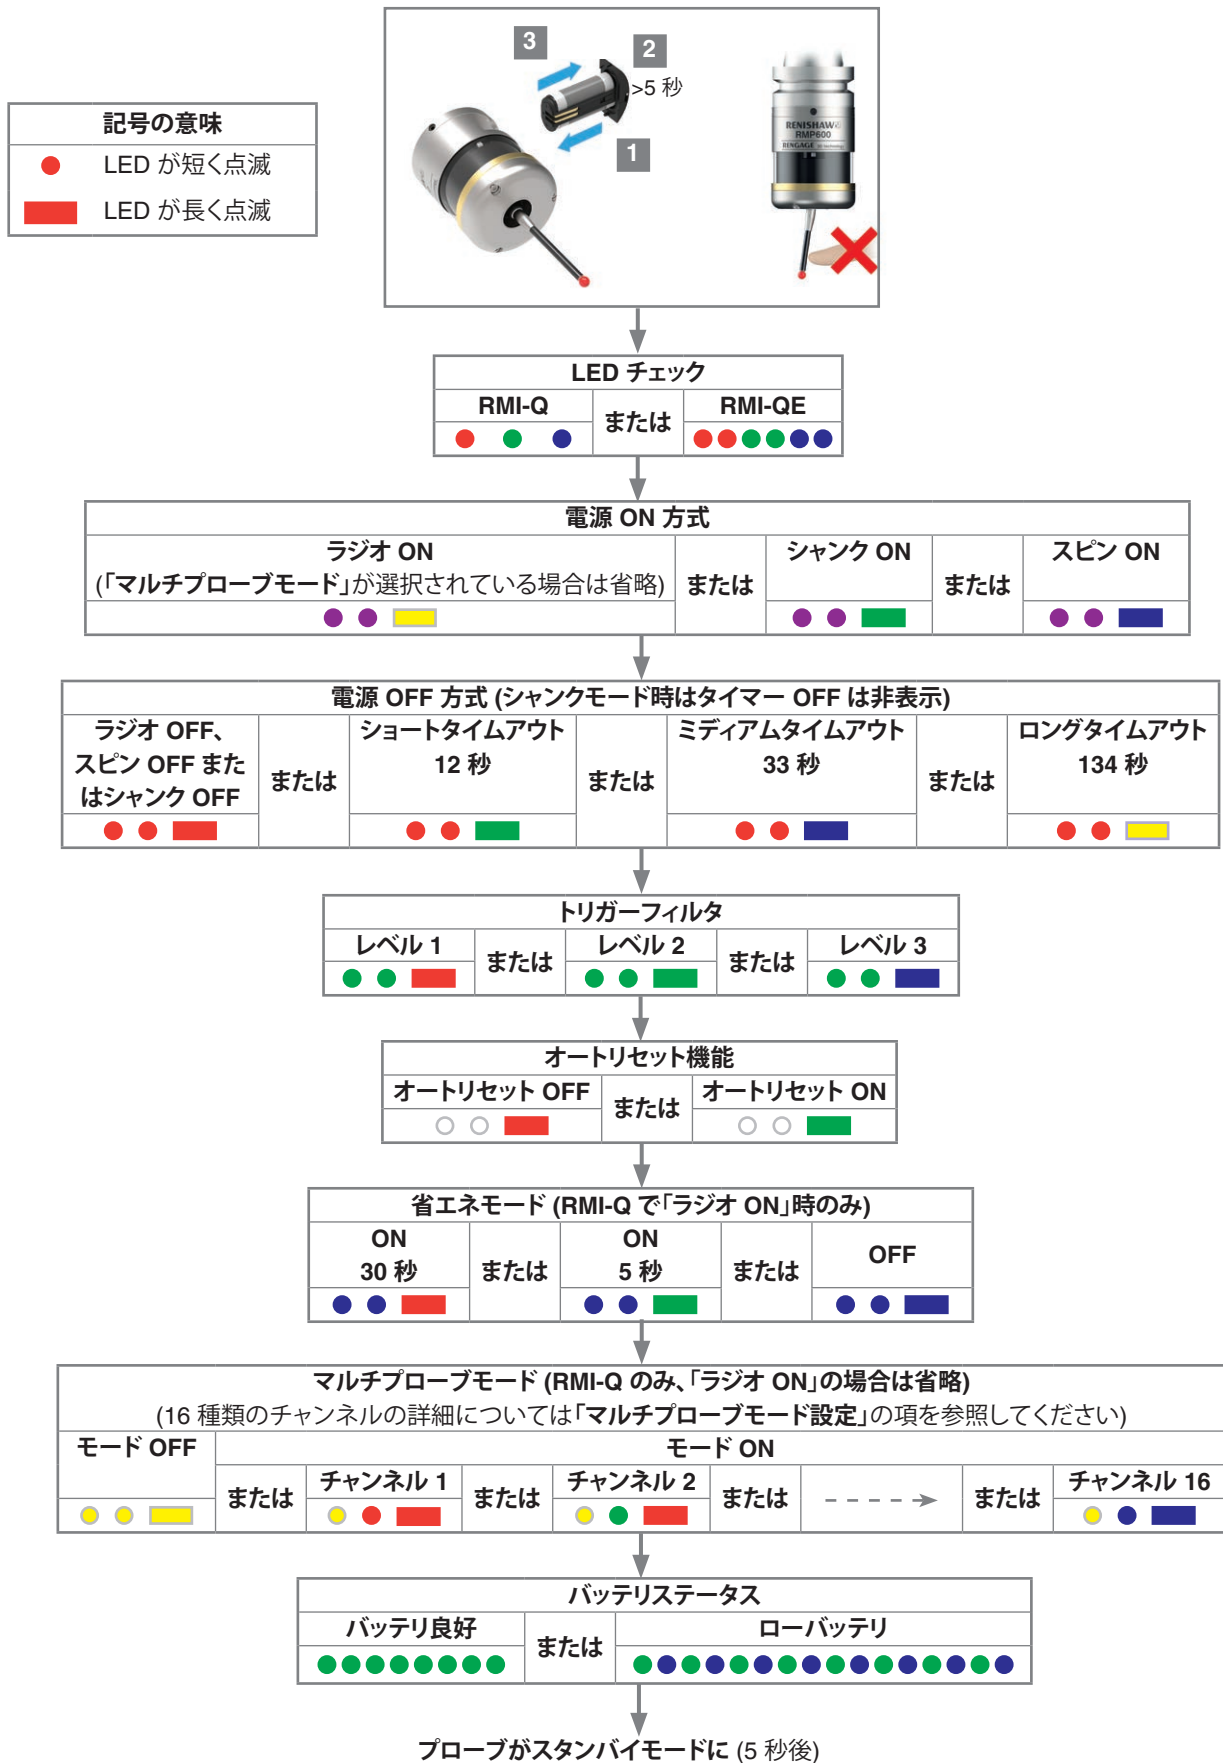 3
2
>5 秒
1
RENISHAW
RMP600
RENGAGE
記号の意味
LED が短く点滅
LED が長く点滅
LED チェック
RMI-Q
または
RMI-QE
電源 ON 方式
ラジオ ON
(「マルチプローブモード」が選択されている場合は省略)
または
シャンク ON
または
スピン ON
電源 OFF 方式 (シャンクモード時はタイマー OFF は非表示)
ラジオ OFF、
スピン OFF また
はシャンク OFF
または
ショートタイムアウト
12 秒
または
ミディアムタイムアウト
33 秒
または
ロングタイムアウト
134 秒
トリガーフィルタ
レベル 1
または
レベル 2
または
レベル 3
オートリセット機能
オートリセット OFF
または
オートリセット ON
省エネモード (RMI-Q で「ラジオ ON」時のみ)
ON
30 秒
または
ON
5 秒
または
OFF
マルチプローブモード (RMI-Q のみ、「ラジオ ON」の場合は省略)
(16 種類のチャンネルの詳細については「マルチプローブモード設定」の項を参照してください)
モード OFF
モード ON
または
チャンネル 1
または
チャンネル 2
または
または
チャンネル 16
バッテリステータス
バッテリ良好
または
ローバッテリ
プローブがスタンバイモードに (5 秒後)